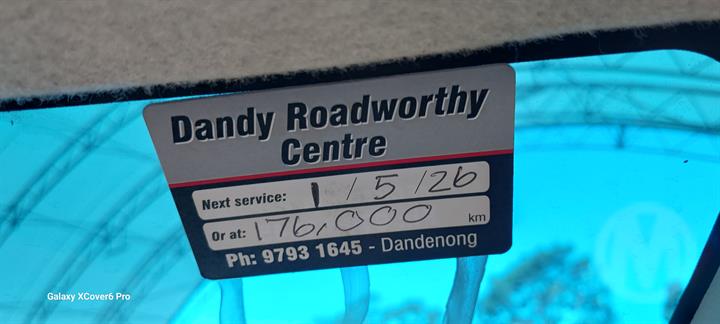 Dandy Roadworthy
Centre
Next service: 1 / 5 / 26
Or at: 176,000 km
Ph: 9793 1645 - Dandenong
Galaxy XCover6 Pro
M